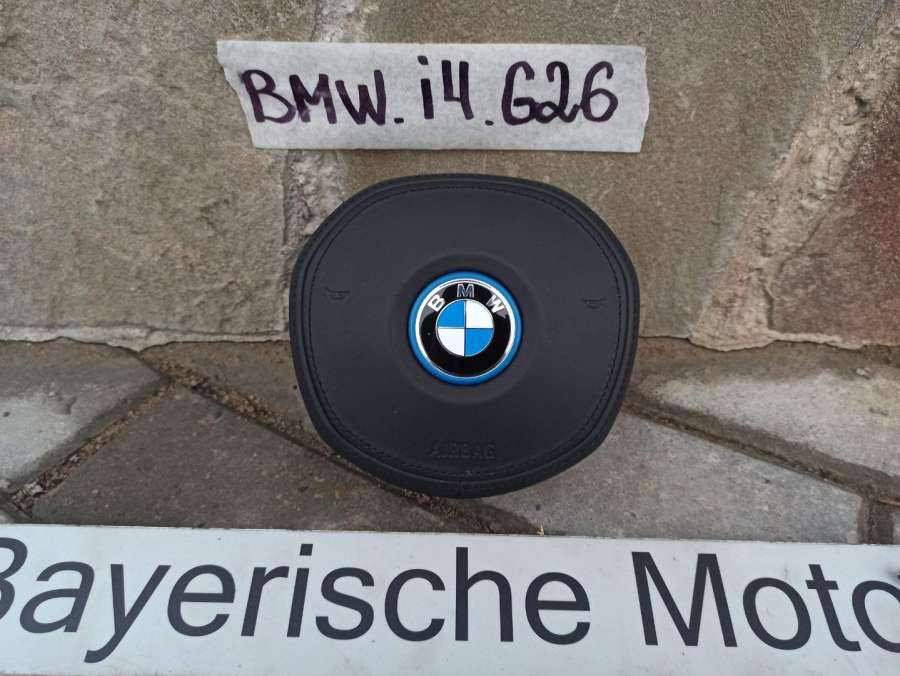 BMW. i4. G26
BMW
AIRBAG
Bayerische Moto